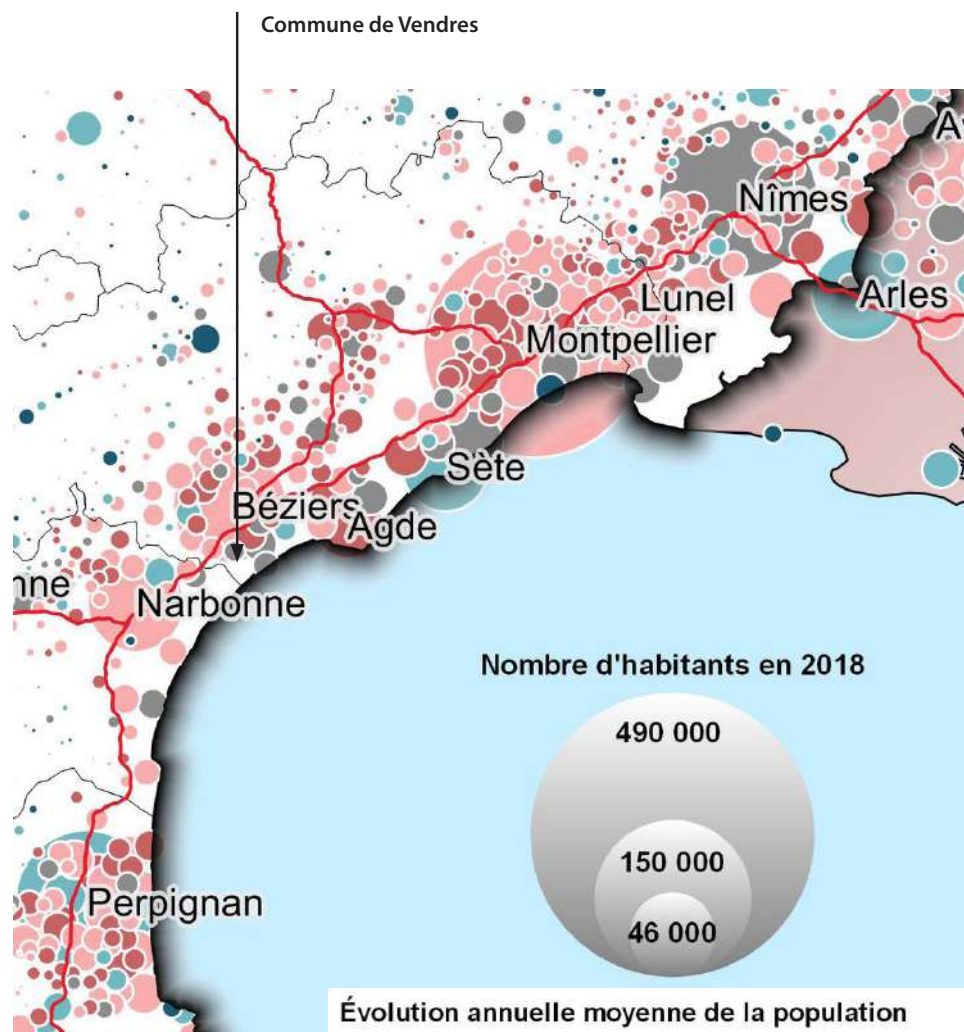 Commune de Vendres
Nîmes
Arles
Lunel
Montpellier
Sète
Béziers
Agde
Narbonne
Perpignan
Nombre d'habitants en 2018
490 000
150 000
46 000
Évolution annuelle moyenne de la population